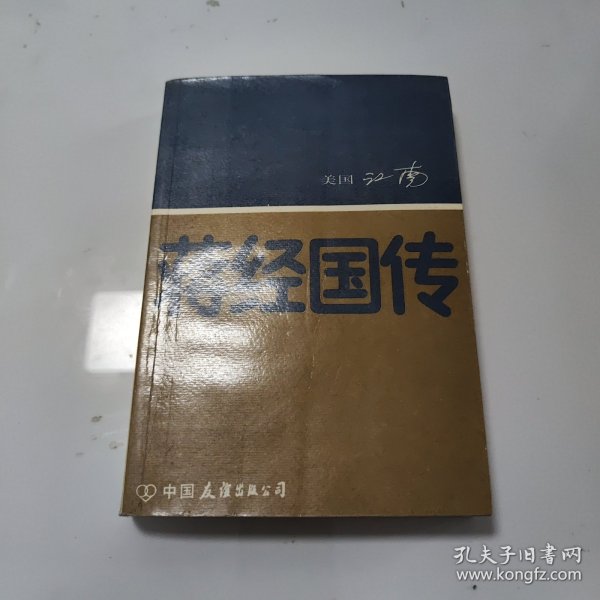 美国 江南
蒋经国传
中国友谊出版公司
孔夫子旧书网
www.kongfz.com